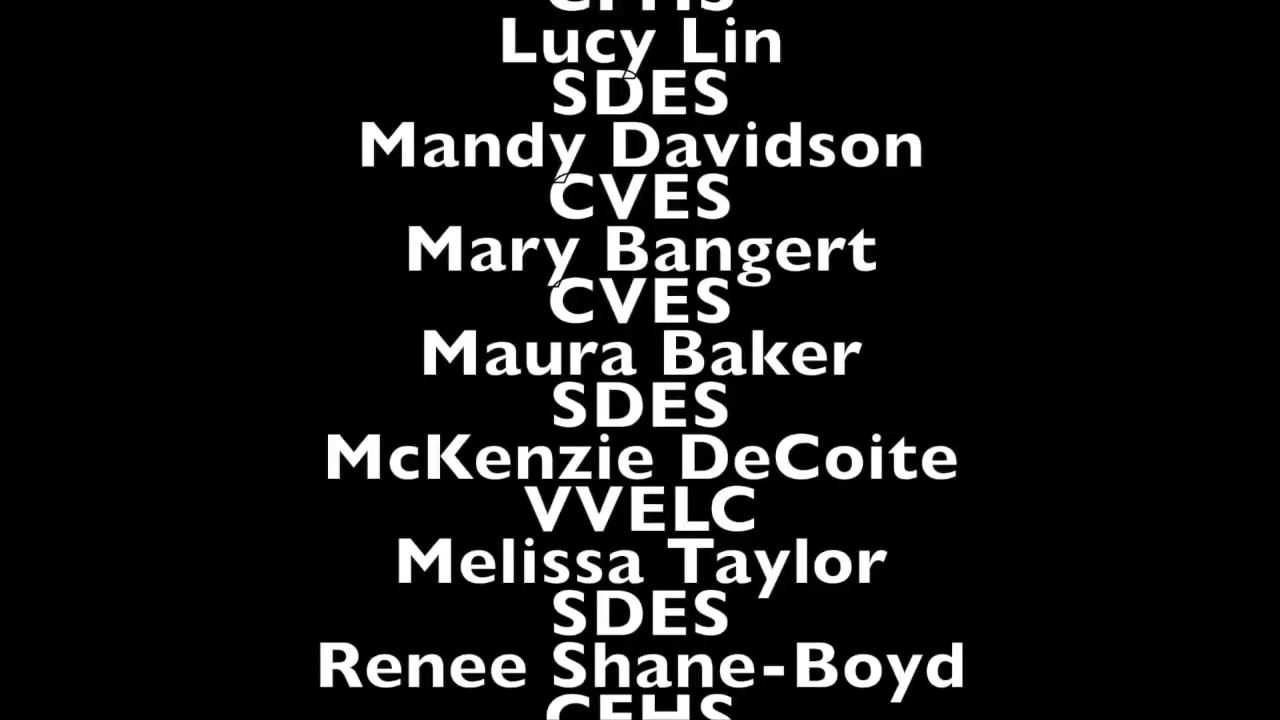 Lucy Lin
SDES
Mandy Davidson
CVES
Mary Bangert
CVES
Maura Baker
SDES
McKenzie DeCoite
VVELC
Melissa Taylor
SDES
Renee Shane-Boyd